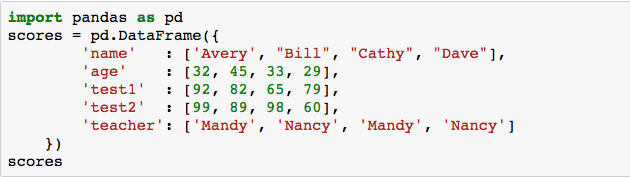 import pandas as pd
scores = pd.DataFrame({
        'name'   : ['Avery', "Bill", "Cathy", "Dave"],
        'age'    : [32, 45, 33, 29],
        'test1'  : [92, 82, 65, 79],
        'test2'  : [99, 89, 98, 60],
        'teacher': ['Mandy', 'Nancy', 'Mandy', 'Nancy']
    })
scores